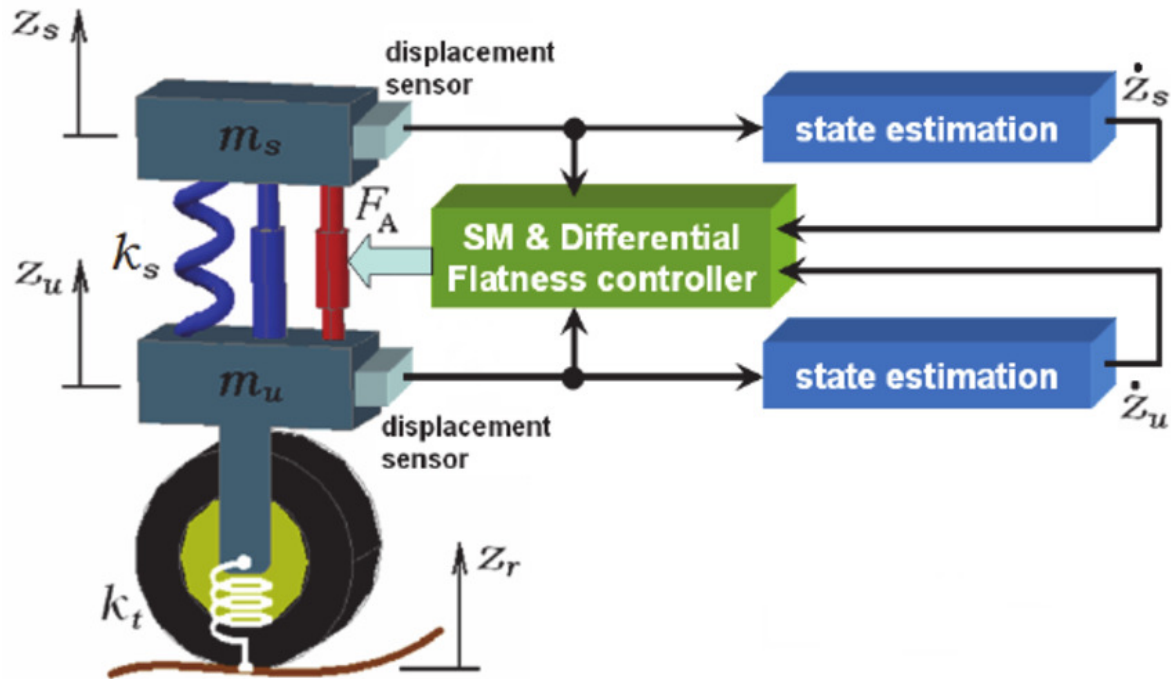 z_s
displacement
sensor
ż_s
m_s
state estimation
F_A
SM & Differential
Flatness controller
k_s
z_u
m_u
state estimation
ż_u
displacement
sensor
z_r
k_t